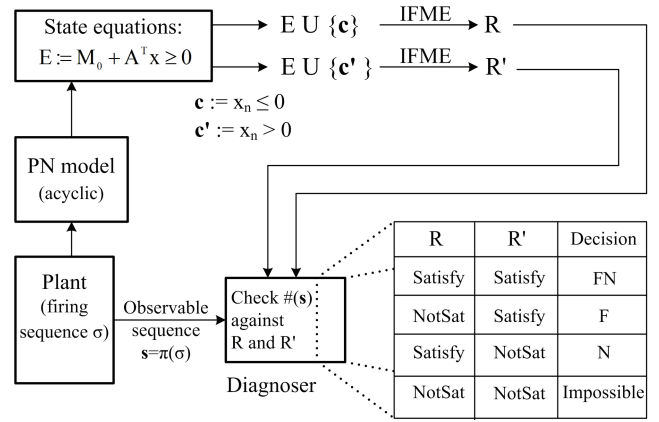 State equations:
E := M₀ + Aᵀx ≥ 0
E U {c} IFME R
E U {c' } IFME R'
c := xₙ ≤ 0
c' := xₙ > 0
PN model
(acyclic)
Plant
(firing
sequence σ)
Observable
sequence
s=π(σ)
Check #(s)
against
R and R'
Diagnoser
R R' Decision
Satisfy Satisfy FN
NotSat Satisfy F
Satisfy NotSat N
NotSat NotSat Impossible